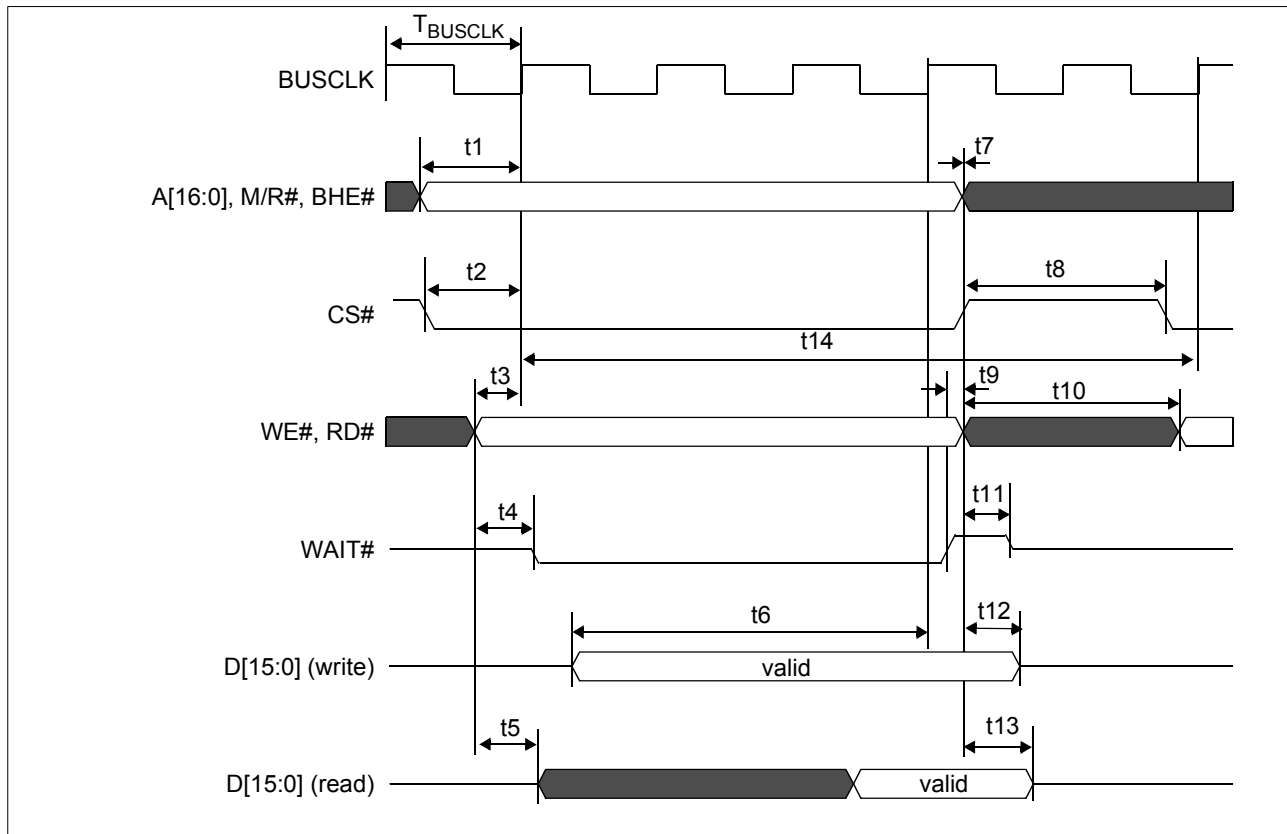 TBUSCLK
BUSCLK
t1
t7
A[16:0], M/R#, BHE#
t2
t8
CS#
t14
t3
t9
t10
WE#, RD#
t4
t11
WAIT#
t6
t12
D[15:0] (write)
valid
t5
t13
D[15:0] (read)
valid